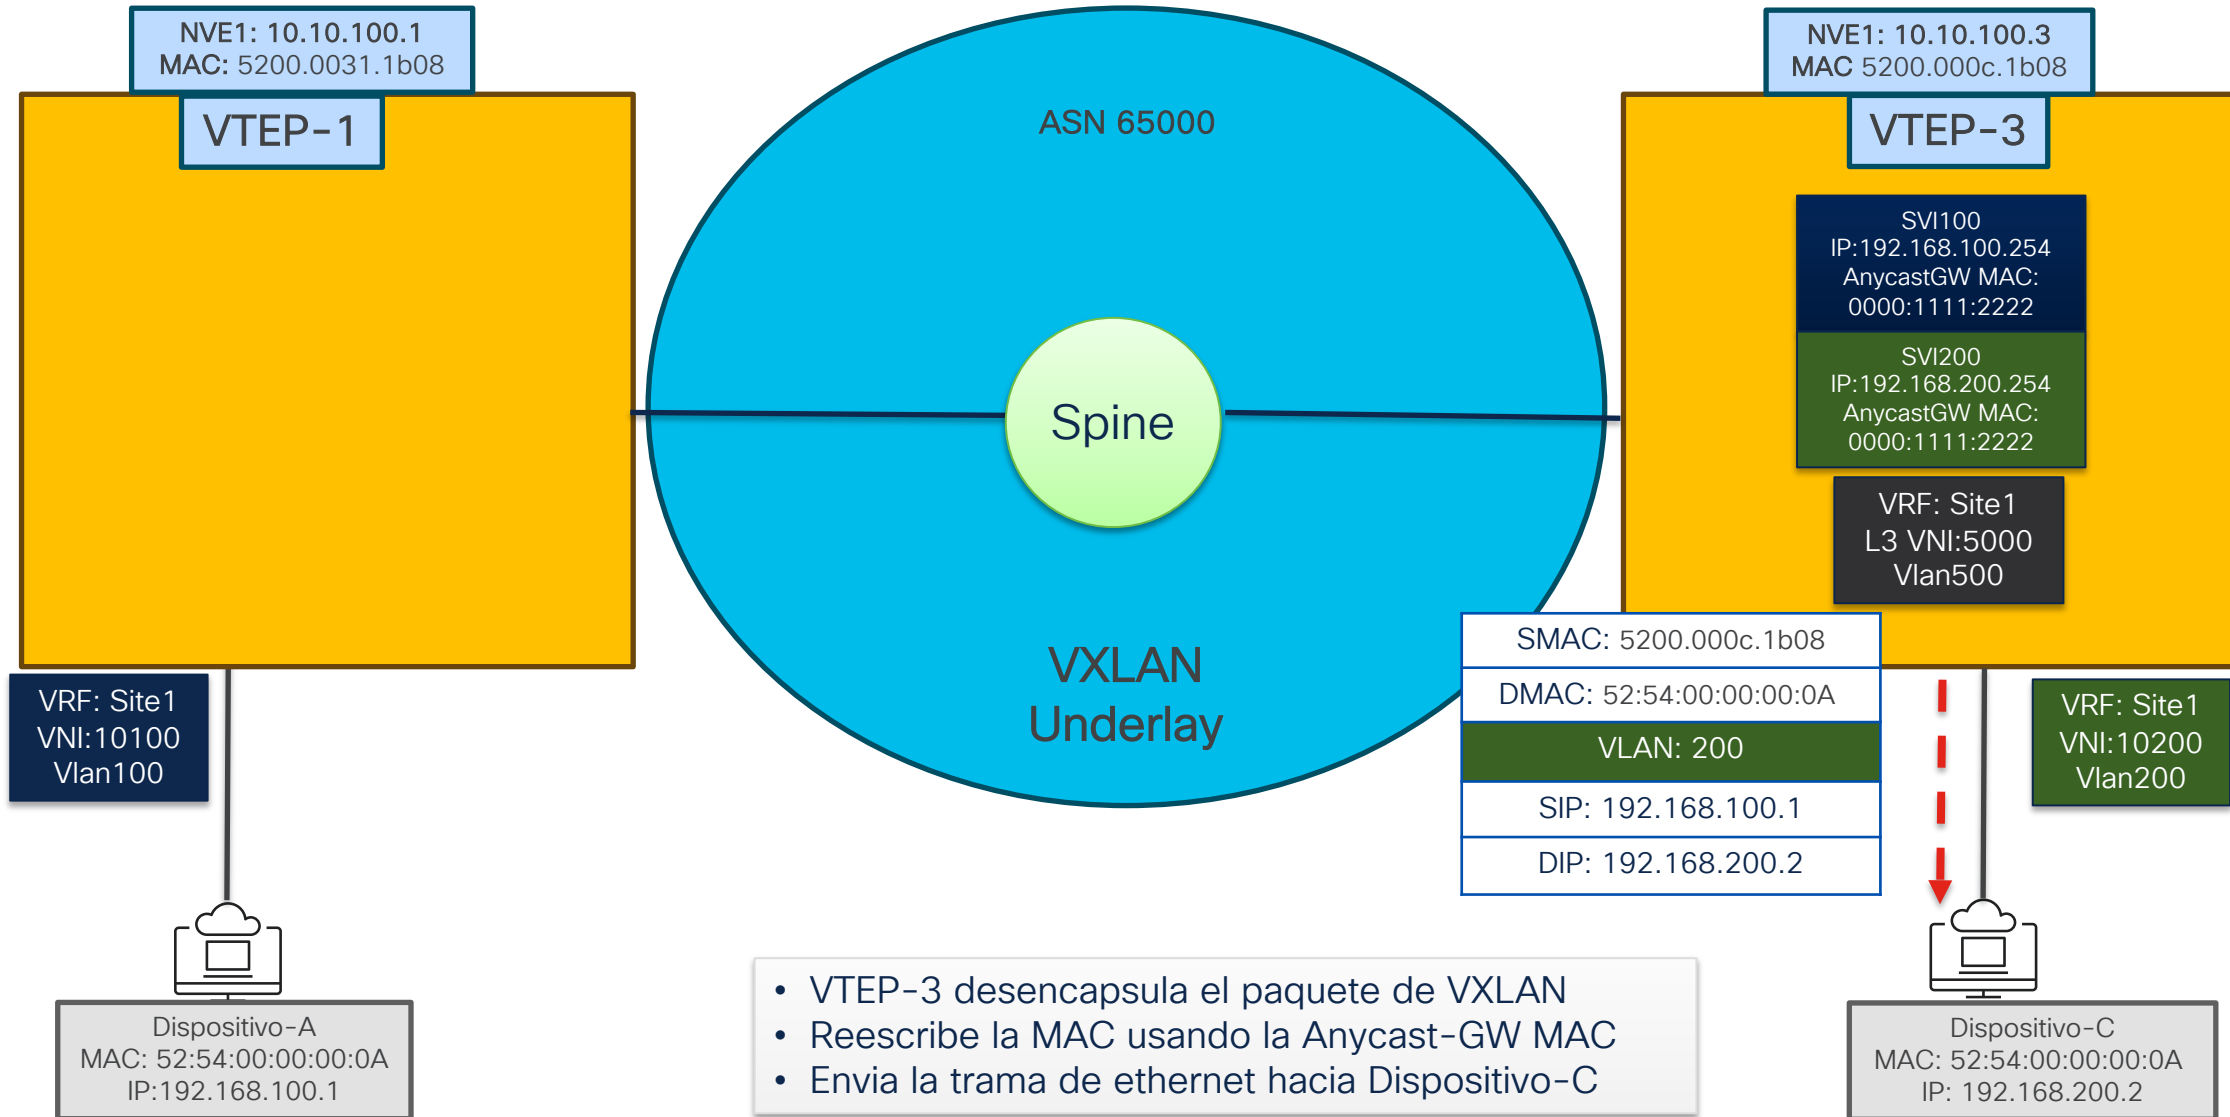 NVE1: 10.10.100.1
MAC: 5200.0031.1b08
VTEP-1
ASN 65000
NVE1: 10.10.100.3
MAC 5200.000c.1b08
VTEP-3
SVI100
IP:192.168.100.254
AnycastGW MAC:
0000:1111:2222
SVI200
IP:192.168.200.254
AnycastGW MAC:
0000:1111:2222
VRF: Site1
L3 VNI:5000
Vlan500
Spine
VXLAN
Underlay
SMAC: 5200.000c.1b08
DMAC: 52:54:00:00:00:0A
VLAN: 200
SIP: 192.168.100.1
DIP: 192.168.200.2
VRF: Site1
VNI:10100
Vlan100
VRF: Site1
VNI:10200
Vlan200
Dispositivo-A
MAC: 52:54:00:00:00:0A
IP:192.168.100.1
• VTEP-3 desencapsula el paquete de VXLAN
• Reescribe la MAC usando la Anycast-GW MAC
• Envia la trama de ethernet hacia Dispositivo-C
Dispositivo-C
MAC: 52:54:00:00:00:0A
IP: 192.168.200.2